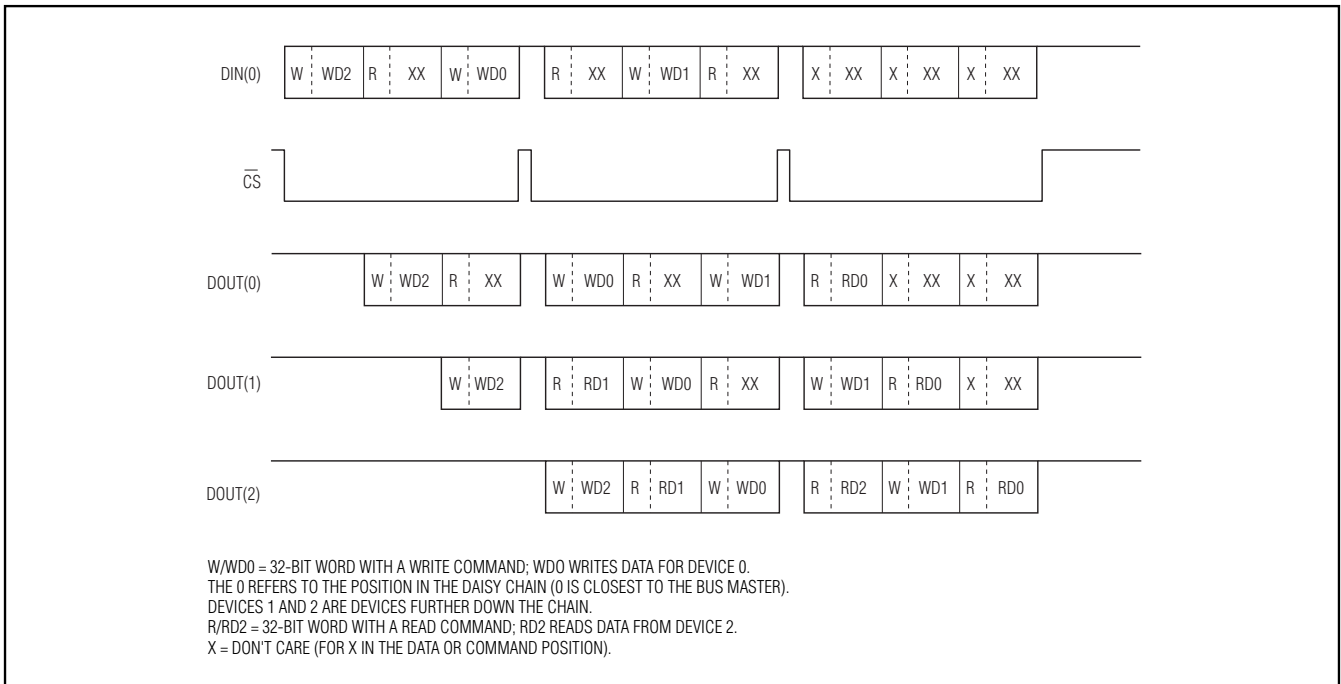 DIN(0) W WD2 R XX W WD0 R XX W WD1 R XX X XX X XX X XX
CS
DOUT(0) W WD2 R XX W WD0 R XX W WD1 R RD0 X XX X XX
DOUT(1) W WD2 R RD1 W WD0 R XX W WD1 R RD0 X XX
DOUT(2) W WD2 R RD1 W WD0 R RD2 W WD1 R RD0
W/WD0 = 32-BIT WORD WITH A WRITE COMMAND; WDO WRITES DATA FOR DEVICE 0.
THE 0 REFERS TO THE POSITION IN THE DAISY CHAIN (0 IS CLOSEST TO THE BUS MASTER).
DEVICES 1 AND 2 ARE DEVICES FURTHER DOWN THE CHAIN.
R/RD2 = 32-BIT WORD WITH A READ COMMAND; RD2 READS DATA FROM DEVICE 2.
X = DON'T CARE (FOR X IN THE DATA OR COMMAND POSITION).